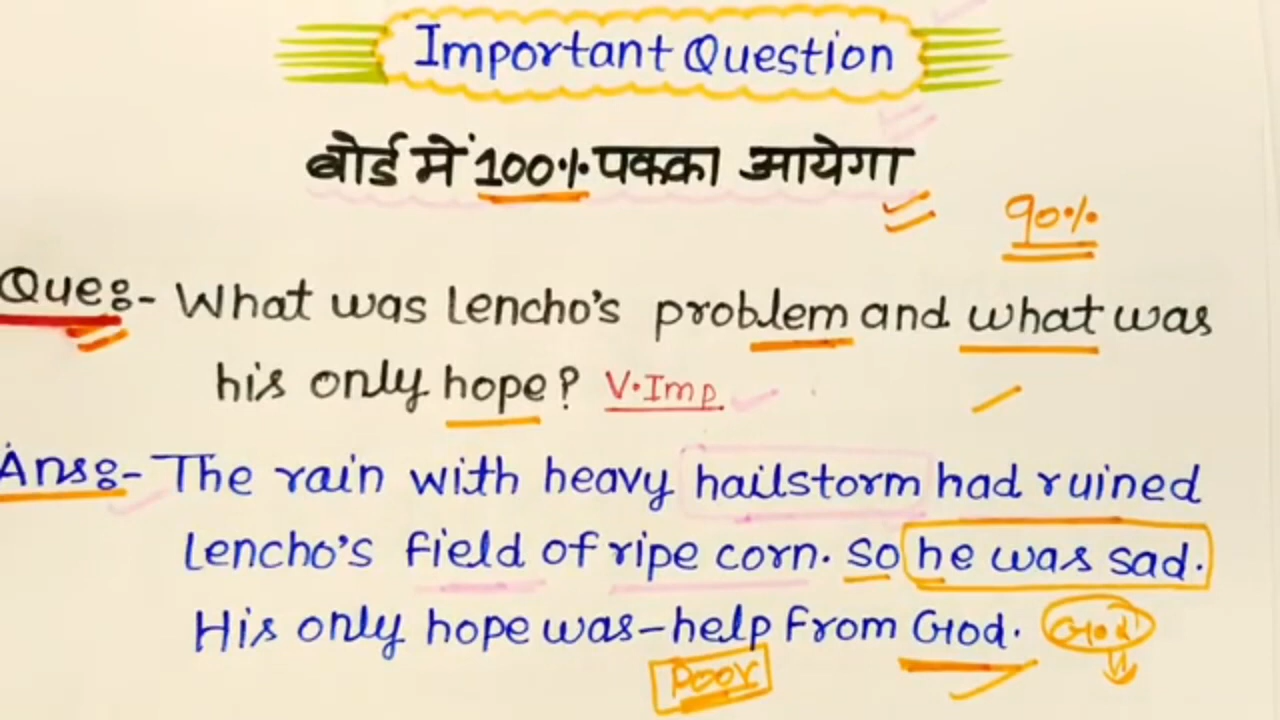 Important Question
बोर्ड में 100% पक्का आयेगा
90%
Ques:- What was Lencho's problem and what was
his only hope? V.Imp
Ans:- The rain with heavy hailstorm had ruined
Lencho's field of ripe corn. so he was sad.
His only hope was-help from God. God
Poor